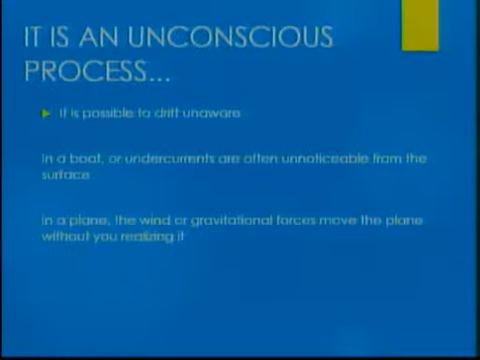 IT IS AN UNCONSCIOUS
PROCESS...
It is possible to drift unaware
In a boat, or undercurrents are often unnoticeable from the
surface
In a plane, the wind or gravitational forces move the plane
without you realizing it